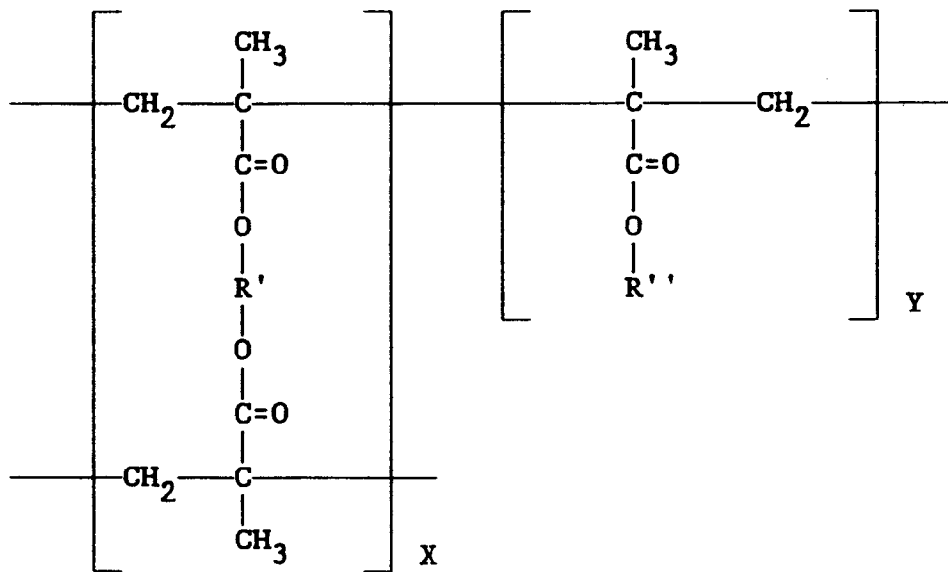 CH3 CH3
CH2 C C CH2
C=O C=O
O O
R' R''
Y
O
C=O
CH2 C
CH3
X